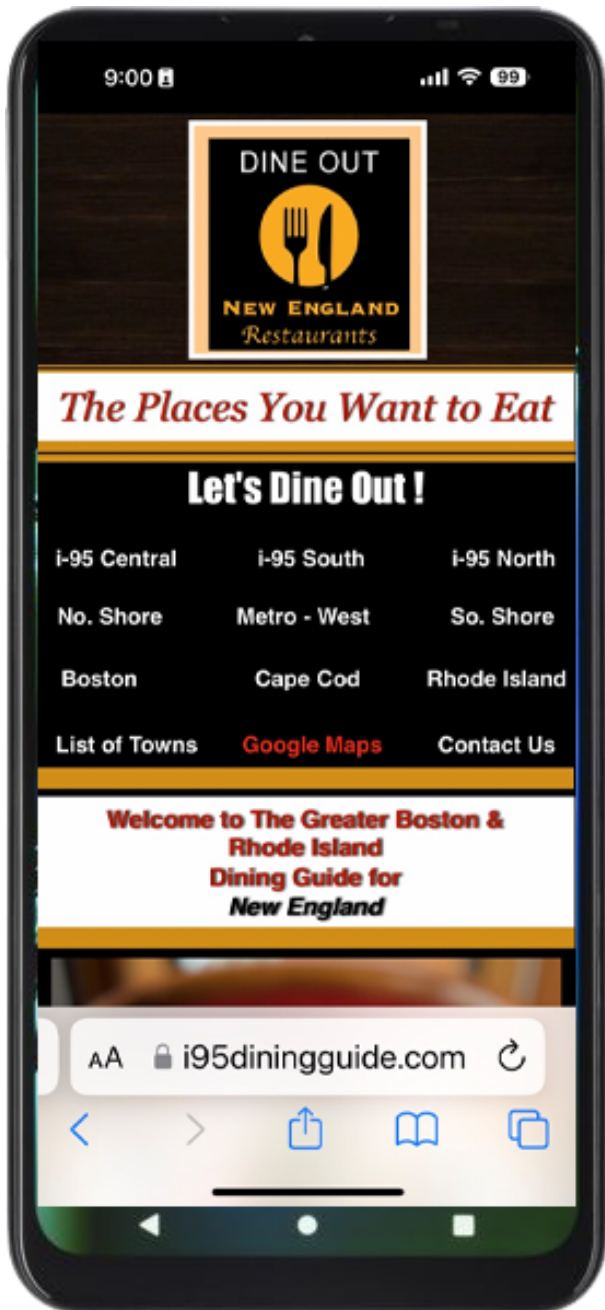 9:00
99
DINE OUT
NEW ENGLAND
Restaurants
The Places You Want to Eat
Let's Dine Out !
i-95 Central i-95 South i-95 North
No. Shore Metro - West So. Shore
Boston Cape Cod Rhode Island
List of Towns Google Maps Contact Us
Welcome to The Greater Boston &
Rhode Island
Dining Guide for
New England
AA i95diningguide.com